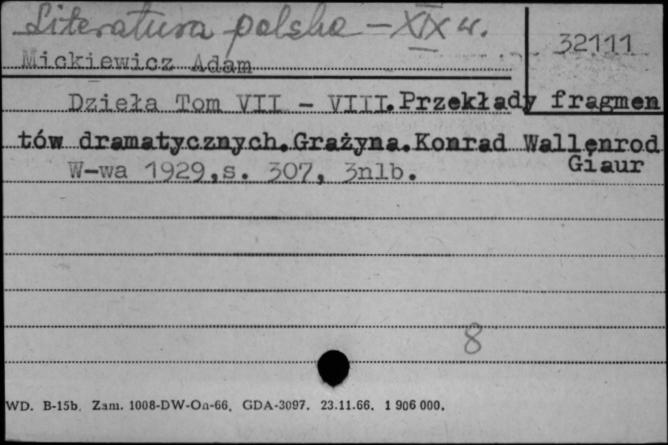 Literatura polska - XIX w.
32111
Mickiewicz Adam
Dzieła Tom VII - VIII.Przekłady fragmen
tów dramatycznych.Grażyna.Konrad Wallenrod
Giaur
W-wa 1929,s. 307, 3nlb.
8
WD. B-15b. Zam. 1008-DW-Oa-66. GDA-3097. 23.11.66. 1 906 000.